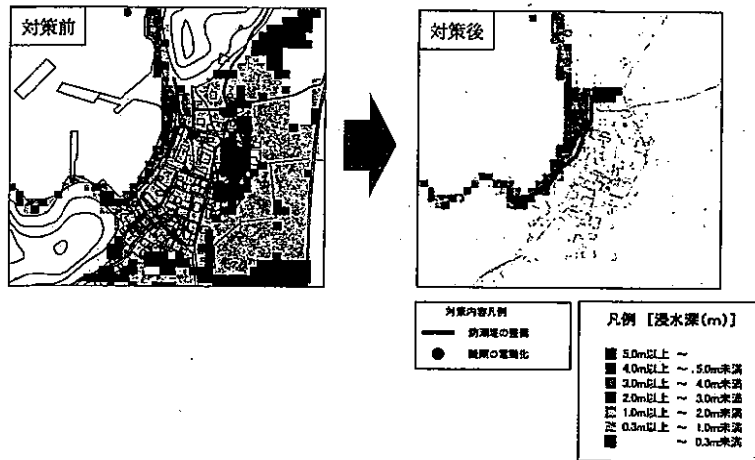 対策前
対策後
対策内容凡例
防潮堤の整備
陸閘の電動化
凡例 [浸水深(m)]
5.0m以上 ～
4.0m以上 ～ 5.0m未満
3.0m以上 ～ 4.0m未満
2.0m以上 ～ 3.0m未満
1.0m以上 ～ 2.0m未満
0.3m以上 ～ 1.0m未満
～ 0.3m未満